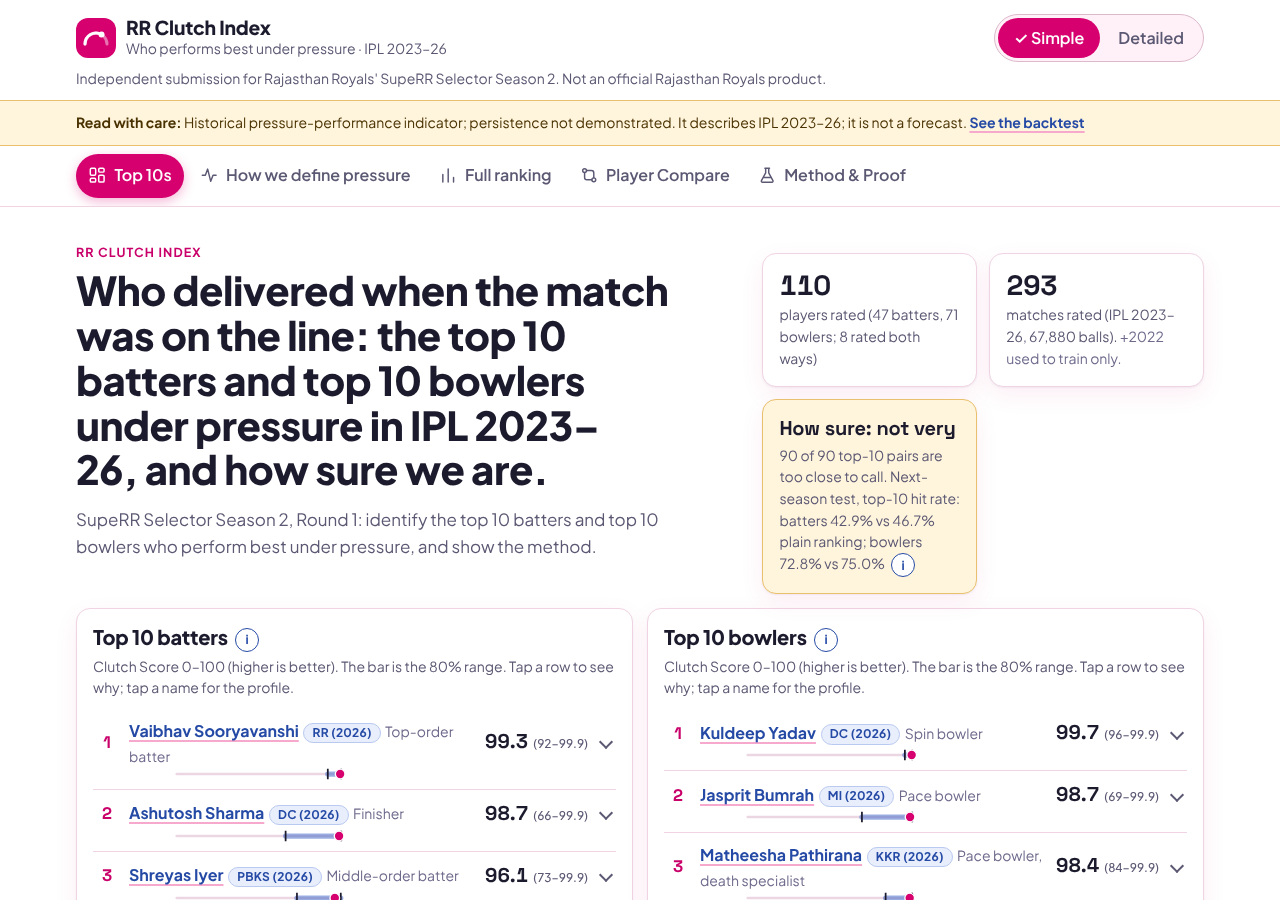 RR Clutch Index
Who performs best under pressure · IPL 2023–26
Simple
Detailed
Independent submission for Rajasthan Royals' SupeRR Selector Season 2. Not an official Rajasthan Royals product.
Read with care: Historical pressure-performance indicator; persistence not demonstrated. It describes IPL 2023–26; it is not a forecast. See the backtest
Top 10s
How we define pressure
Full ranking
Player Compare
Method & Proof
RR CLUTCH INDEX
Who delivered when the match
was on the line: the top 10
batters and top 10 bowlers
under pressure in IPL 2023–
26, and how sure we are.
SupeRR Selector Season 2, Round 1: identify the top 10 batters and top 10
bowlers who perform best under pressure, and show the method.
110
players rated (47 batters, 71
bowlers; 8 rated both
ways)
293
matches rated (IPL 2023–
26, 67,880 balls). +2022
used to train only.
How sure: not very
90 of 90 top-10 pairs are
too close to call. Next-
season test, top-10 hit rate:
batters 42.9% vs 46.7%
plain ranking; bowlers
72.8% vs 75.0% i
Top 10 batters i
Clutch Score 0–100 (higher is better). The bar is the 80% range. Tap a row to see
why; tap a name for the profile.
1 Vaibhav Sooryavanshi RR (2026) Top-order
batter
99.3 (92–99.9)
2 Ashutosh Sharma DC (2026) Finisher 98.7 (66–99.9)
3 Shreyas Iyer PBKS (2026) Middle-order batter 96.1 (73–99.9)
Top 10 bowlers i
Clutch Score 0–100 (higher is better). The bar is the 80% range. Tap a row to see
why; tap a name for the profile.
1 Kuldeep Yadav DC (2026) Spin bowler 99.7 (96–99.9)
2 Jasprit Bumrah MI (2026) Pace bowler 98.7 (69–99.9)
3 Matheesha Pathirana KKR (2026) Pace bowler,
death specialist
98.4 (84–99.9)